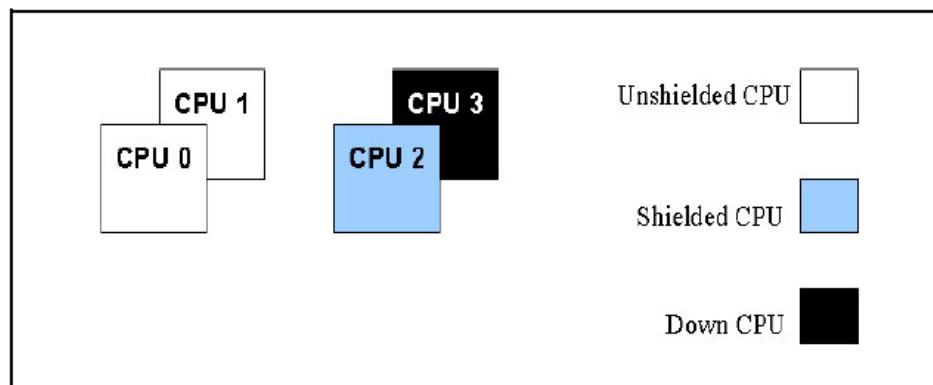 CPU 1
CPU 0
CPU 3
CPU 2
Unshielded CPU
Shielded CPU
Down CPU